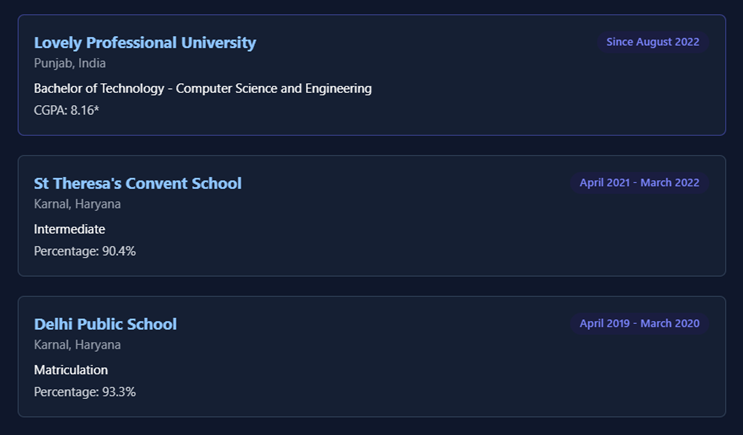 Lovely Professional University
Since August 2022
Punjab, India
Bachelor of Technology - Computer Science and Engineering
CGPA: 8.16*
St Theresa's Convent School
April 2021 - March 2022
Karnal, Haryana
Intermediate
Percentage: 90.4%
Delhi Public School
April 2019 - March 2020
Karnal, Haryana
Matriculation
Percentage: 93.3%